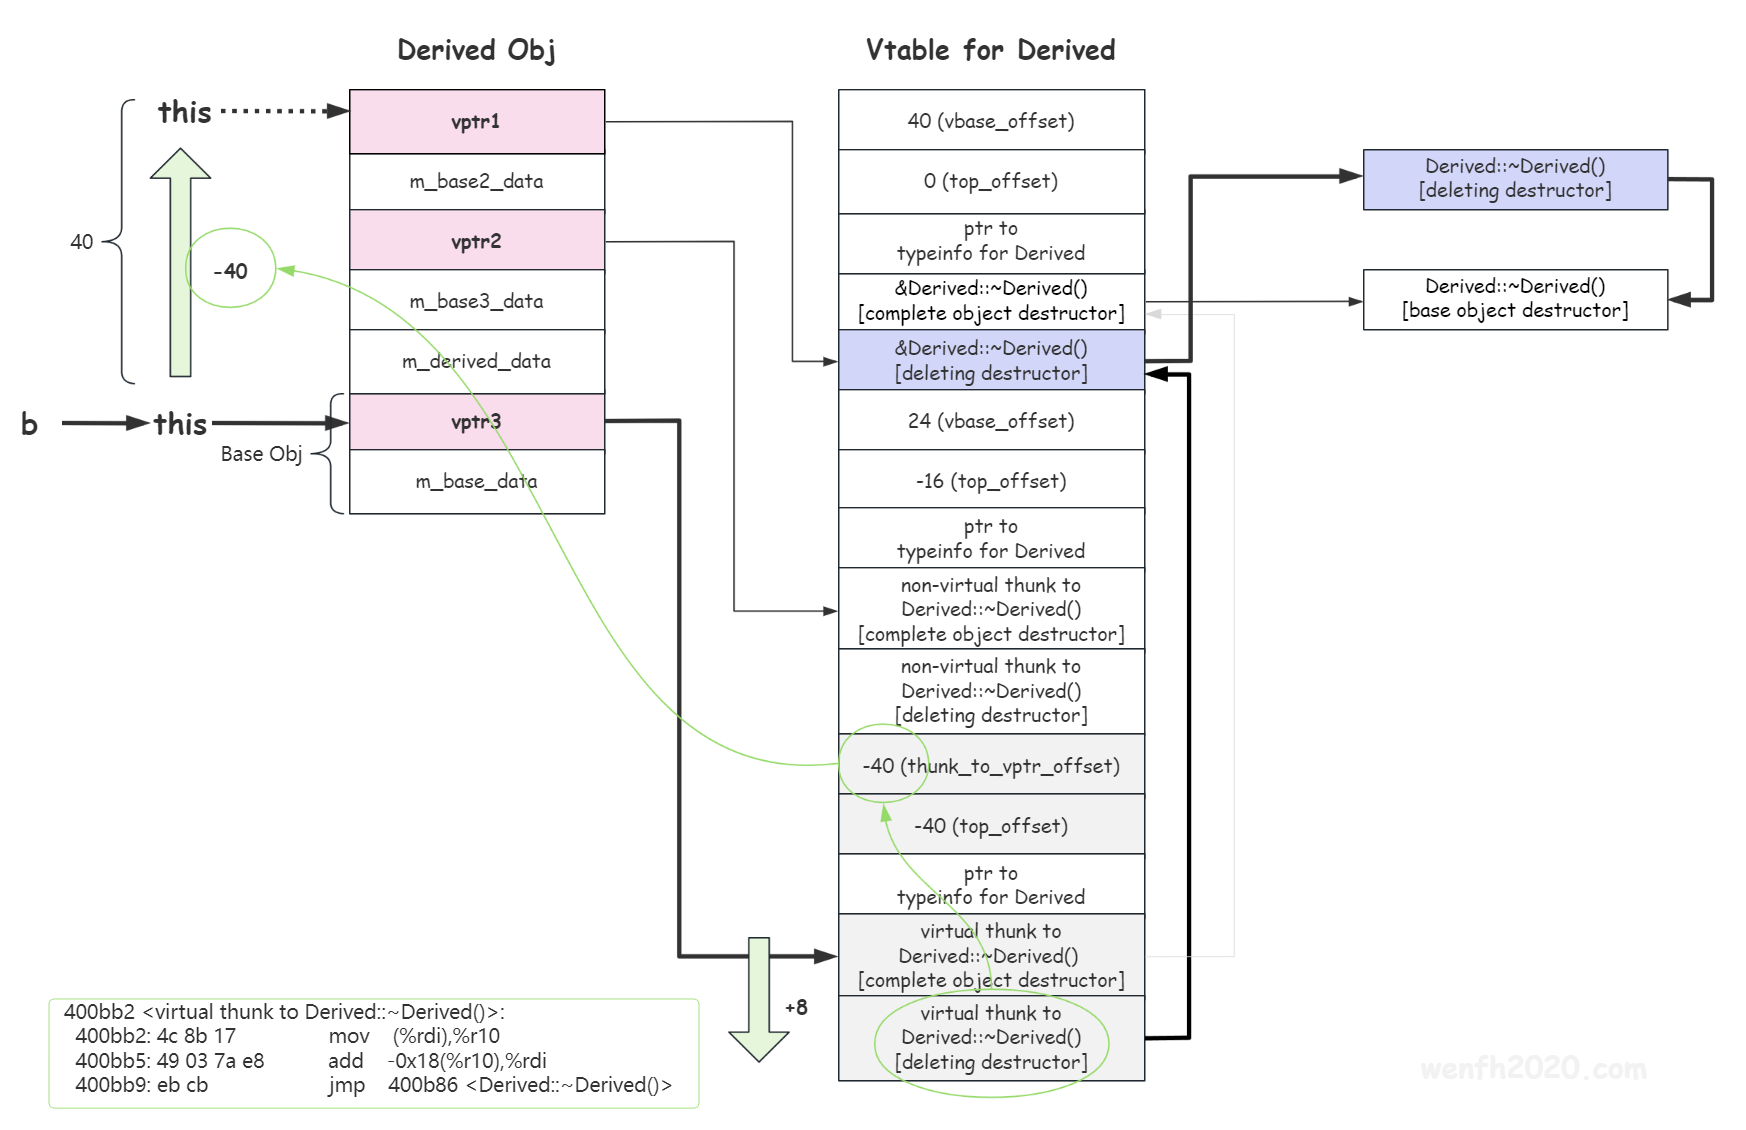 Derived Obj
Vtable for Derived
this
vptr1
m_base2_data
vptr2
m_base3_data
m_derived_data
vptr3
m_base_data
40
-40
b
this
Base Obj
40 (vbase_offset)
0 (top_offset)
ptr to
typeinfo for Derived
&Derived::~Derived()
[complete object destructor]
&Derived::~Derived()
[deleting destructor]
24 (vbase_offset)
-16 (top_offset)
ptr to
typeinfo for Derived
non-virtual thunk to
Derived::~Derived()
[complete object destructor]
non-virtual thunk to
Derived::~Derived()
[deleting destructor]
-40 (thunk_to_vptr_offset)
-40 (top_offset)
ptr to
typeinfo for Derived
virtual thunk to
Derived::~Derived()
[complete object destructor]
virtual thunk to
Derived::~Derived()
[deleting destructor]
+8
Derived::~Derived()
[deleting destructor]
Derived::~Derived()
[base object destructor]
400bb2 <virtual thunk to Derived::~Derived()>:
400bb2: 4c 8b 17 mov (%rdi),%r10
400bb5: 49 03 7a e8 add -0x18(%r10),%rdi
400bb9: eb cb jmp 400b86 <Derived::~Derived()>
wenfh2020.com